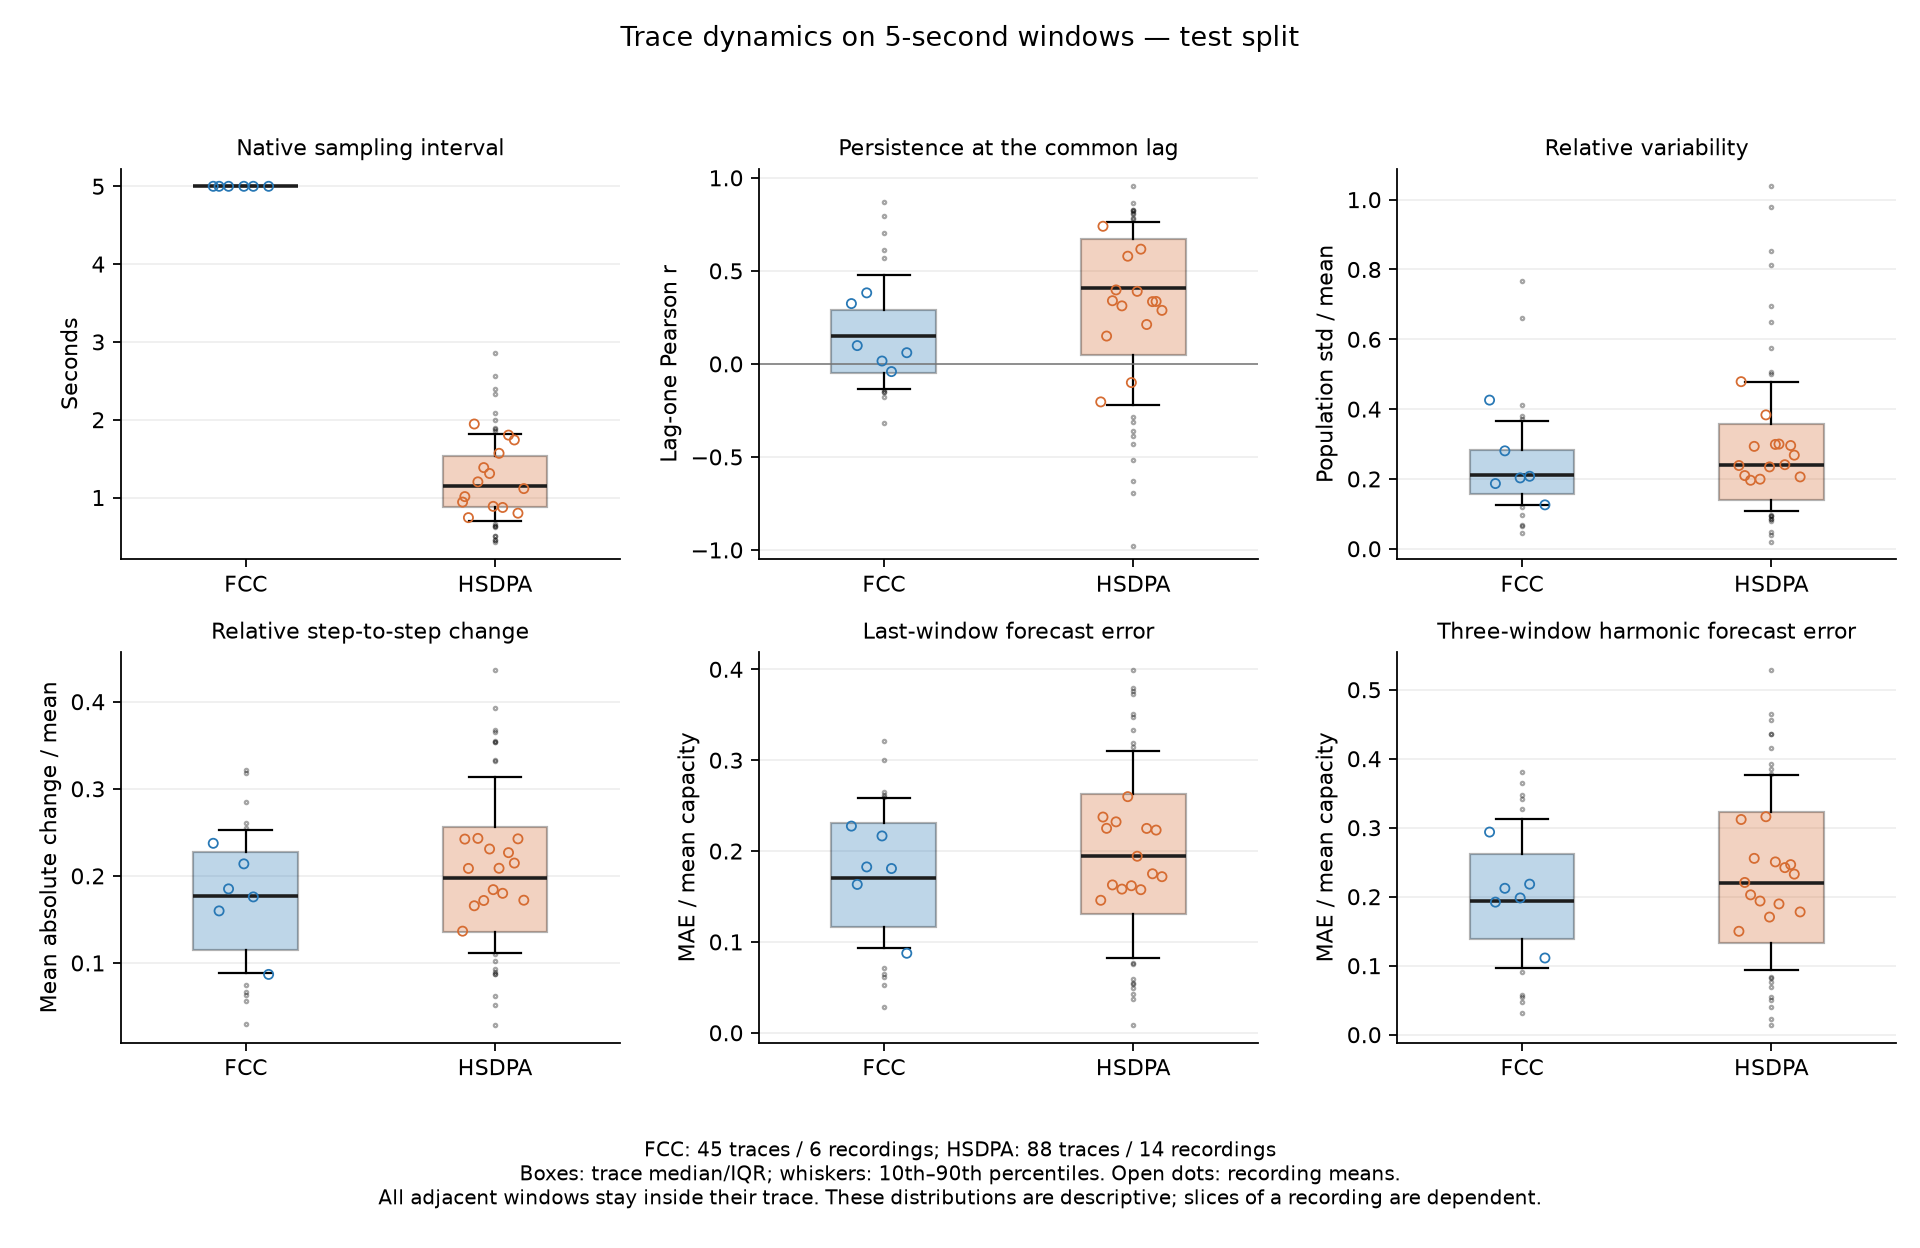 Trace dynamics on 5-second windows — test split
Native sampling interval
Seconds
5
4
3
2
1
FCC
HSDPA
Persistence at the common lag
Lag-one Pearson r
1.0
0.5
0.0
−0.5
−1.0
FCC
HSDPA
Relative variability
Population std / mean
1.0
0.8
0.6
0.4
0.2
0.0
FCC
HSDPA
Relative step-to-step change
Mean absolute change / mean
0.4
0.3
0.2
0.1
FCC
HSDPA
Last-window forecast error
MAE / mean capacity
0.4
0.3
0.2
0.1
0.0
FCC
HSDPA
Three-window harmonic forecast error
MAE / mean capacity
0.5
0.4
0.3
0.2
0.1
0.0
FCC
HSDPA
FCC: 45 traces / 6 recordings; HSDPA: 88 traces / 14 recordings
Boxes: trace median/IQR; whiskers: 10th–90th percentiles. Open dots: recording means.
All adjacent windows stay inside their trace. These distributions are descriptive; slices of a recording are dependent.